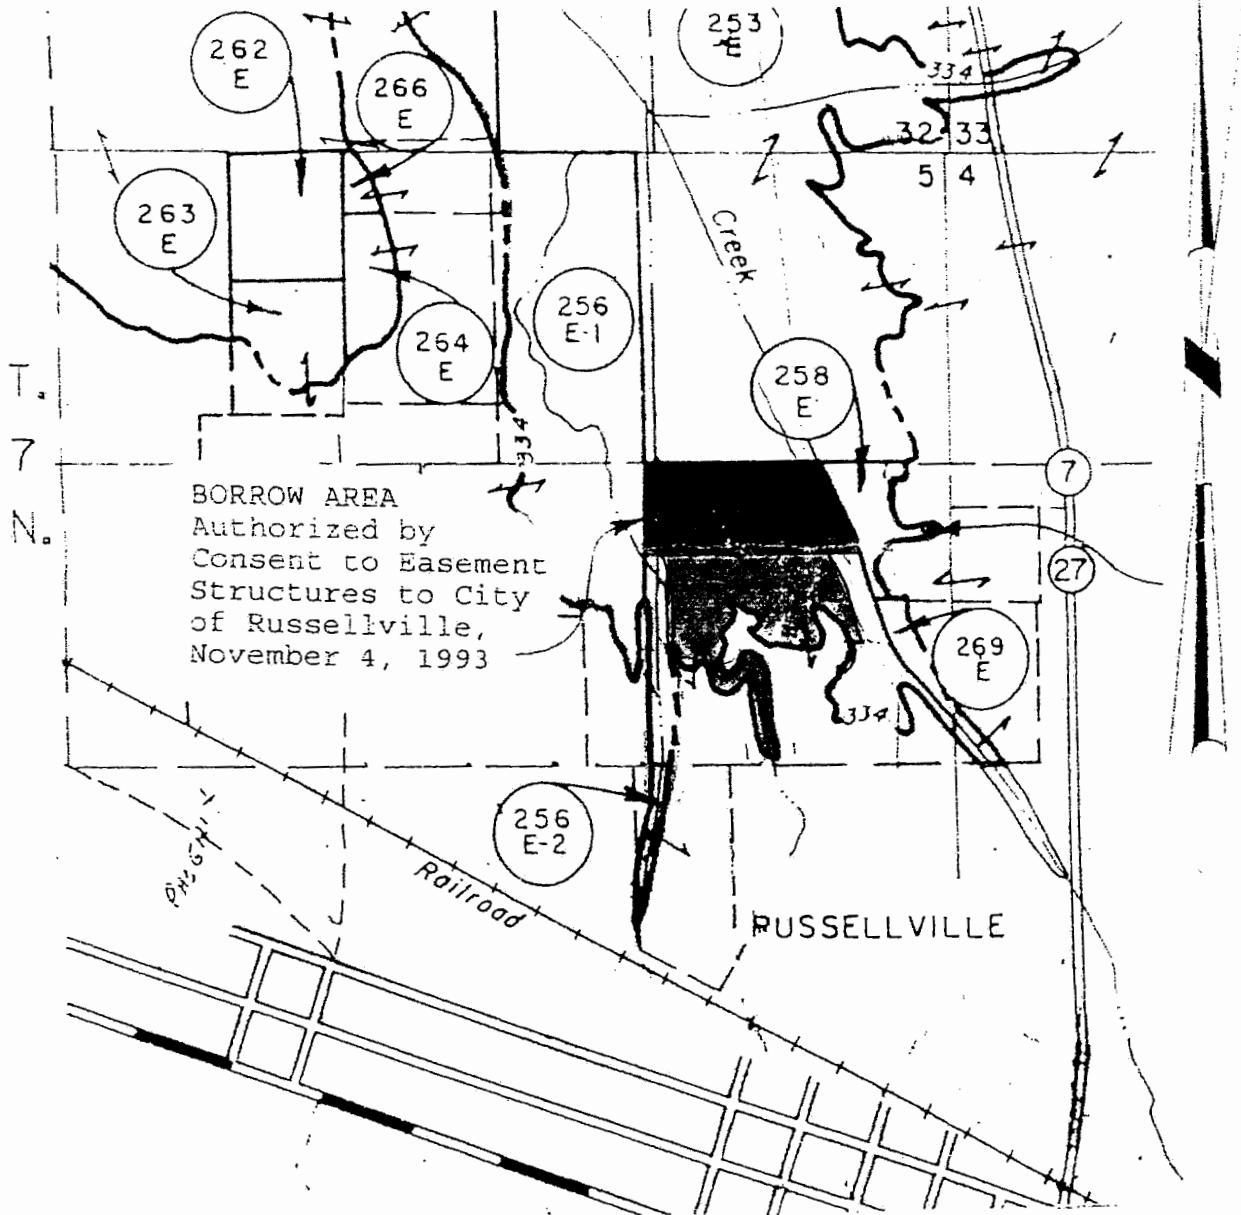 262
E
253
E
266
E
334
32 33
5 4
263
E
Creek
256
E-1
264
E
258
E
T.
7
N.
334
7
BORROW AREA
Authorized by
Consent to Easement
Structures to City
of Russellville,
November 4, 1993
27
269
E
334
256
E-2
Railroad
RUSSELLVILLE